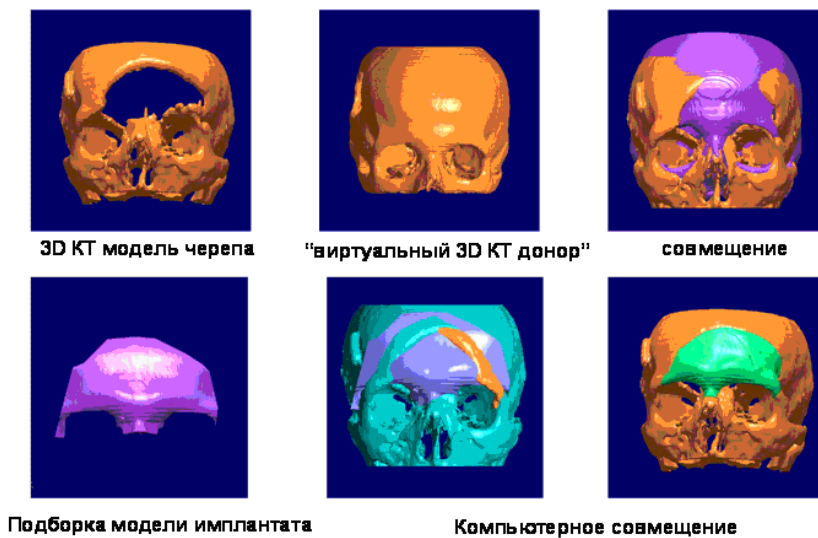 3D КТ модель черепа
"виртуальный 3D КТ донор"
совмещение
Подборка модели имплантата
Компьютерное совмещение